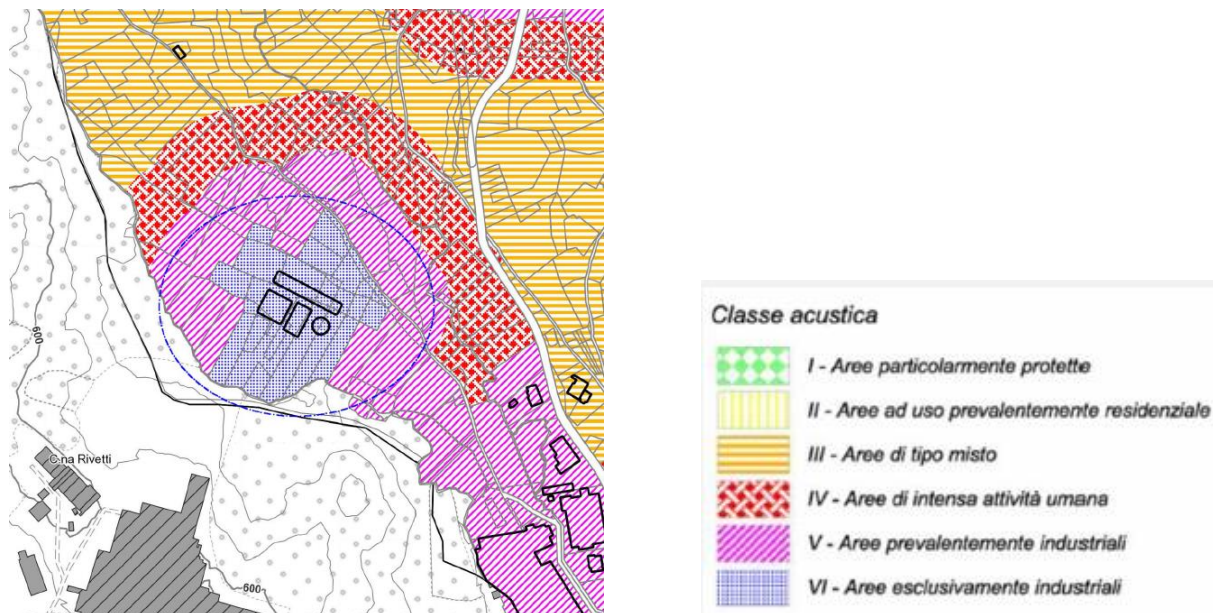 600
C-na Rivetti
600
Classe acustica
I - Aree particolarmente protette
II - Aree ad uso prevalentemente residenziale
III - Aree di tipo misto
IV - Aree di intensa attività umana
V - Aree prevalentemente industriali
VI - Aree esclusivamente industriali